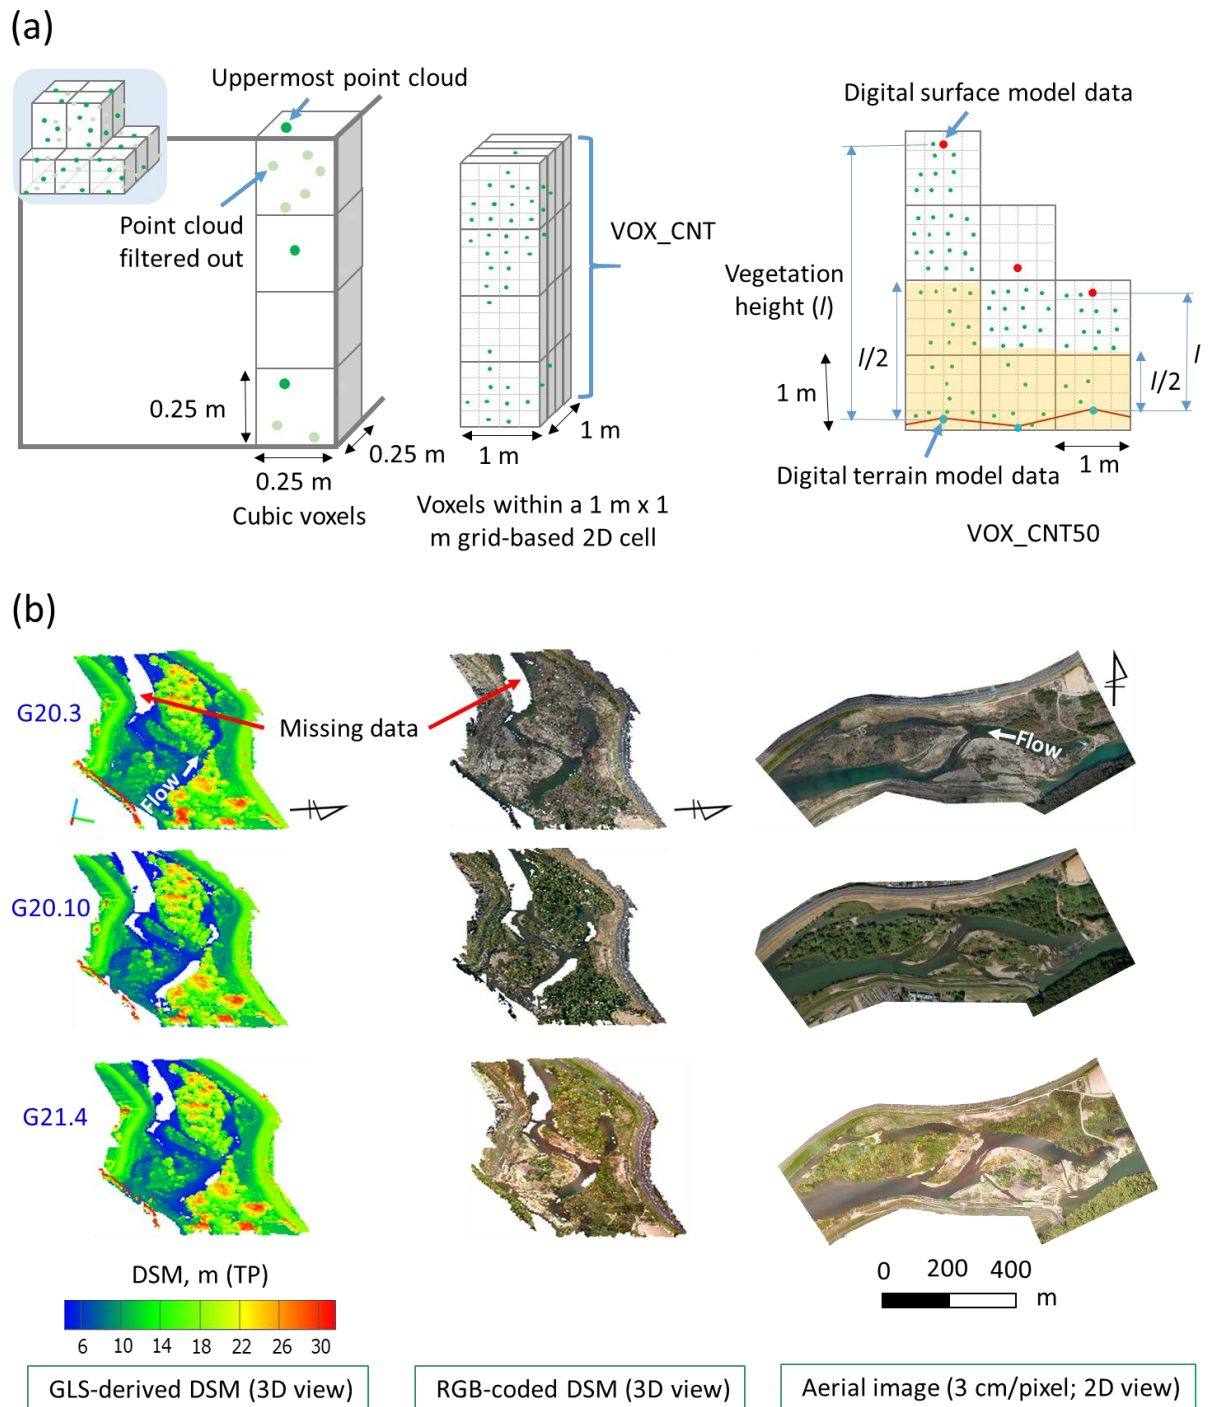 (a)
Uppermost point cloud
Point cloud
filtered out
0.25 m
0.25 m
0.25 m
Cubic voxels
VOX_CNT
1 m
1 m
Voxels within a 1 m x 1
m grid-based 2D cell
Digital surface model data
Vegetation
height (l)
l/2
l
l/2
1 m
1 m
Digital terrain model data
VOX_CNT50
(b)
G20.3
Missing data
Flow
Flow
G20.10
G21.4
DSM, m (TP)
6 10 14 18 22 26 30
0 200 400
m
GLS-derived DSM (3D view)
RGB-coded DSM (3D view)
Aerial image (3 cm/pixel; 2D view)